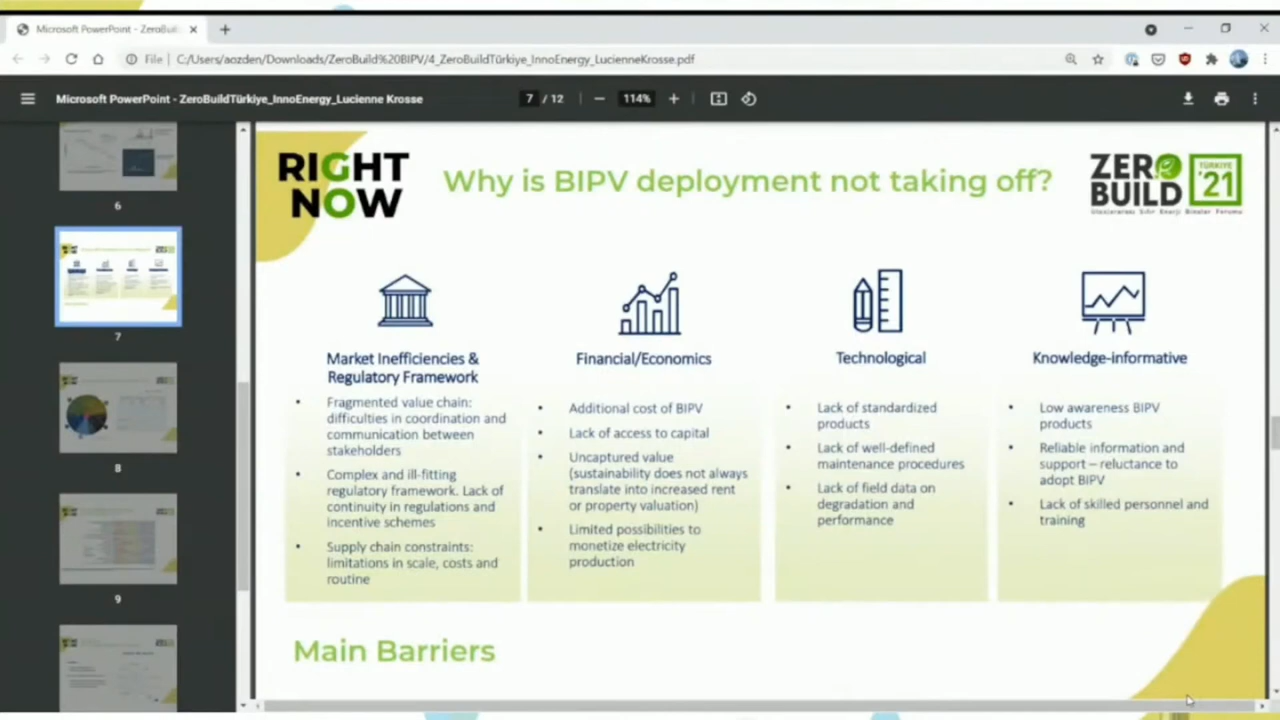 Microsoft PowerPoint - ZeroBuil
File | C:/Users/aozden/Downloads/ZeroBuild%20BIPV/4_ZeroBuildTürkiye_InnoEnergy_LucienneKrosse.pdf
Microsoft PowerPoint - ZeroBuildTürkiye_InnoEnergy_Lucienne Krosse
7 / 12
114%
6
7
8
9
RIGHT
NOW
Why is BIPV deployment not taking off?
ZERO
BUILD
TÜRKİYE
'21
Uluslararası Sıfır Enerji Binalar Forumu
Market Inefficiencies &
Regulatory Framework
• Fragmented value chain:
difficulties in coordination and
communication between
stakeholders
• Complex and ill-fitting
regulatory framework. Lack of
continuity in regulations and
incentive schemes
• Supply chain constraints:
limitations in scale, costs and
routine
Financial/Economics
• Additional cost of BIPV
• Lack of access to capital
• Uncaptured value
(sustainability does not always
translate into increased rent
or property valuation)
• Limited possibilities to
monetize electricity
production
Technological
• Lack of standardized
products
• Lack of well-defined
maintenance procedures
• Lack of field data on
degradation and
performance
Knowledge-informative
• Low awareness BIPV
products
• Reliable information and
support – reluctance to
adopt BIPV
• Lack of skilled personnel and
training
Main Barriers